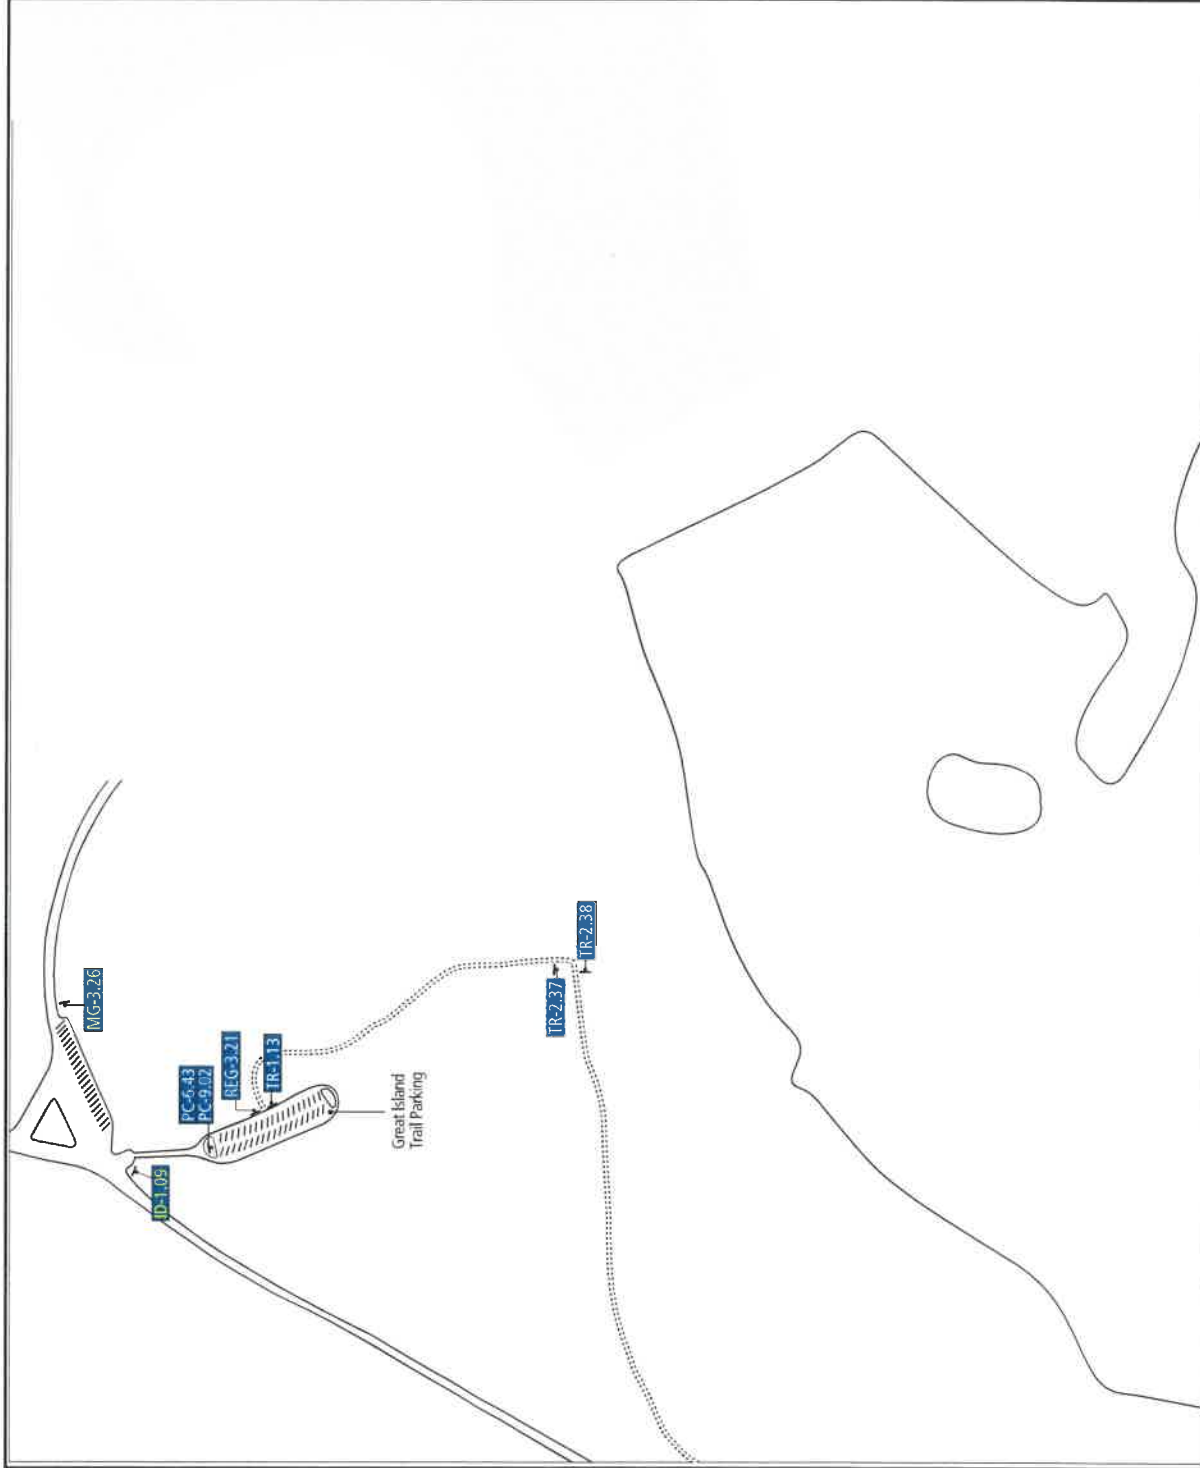 MG-3.26
PC-6.43
PC-9.02
REG-3.21
TR-1.13
ID-1.09
Great Island
Trail Parking
TR-2.37
TR-2.38